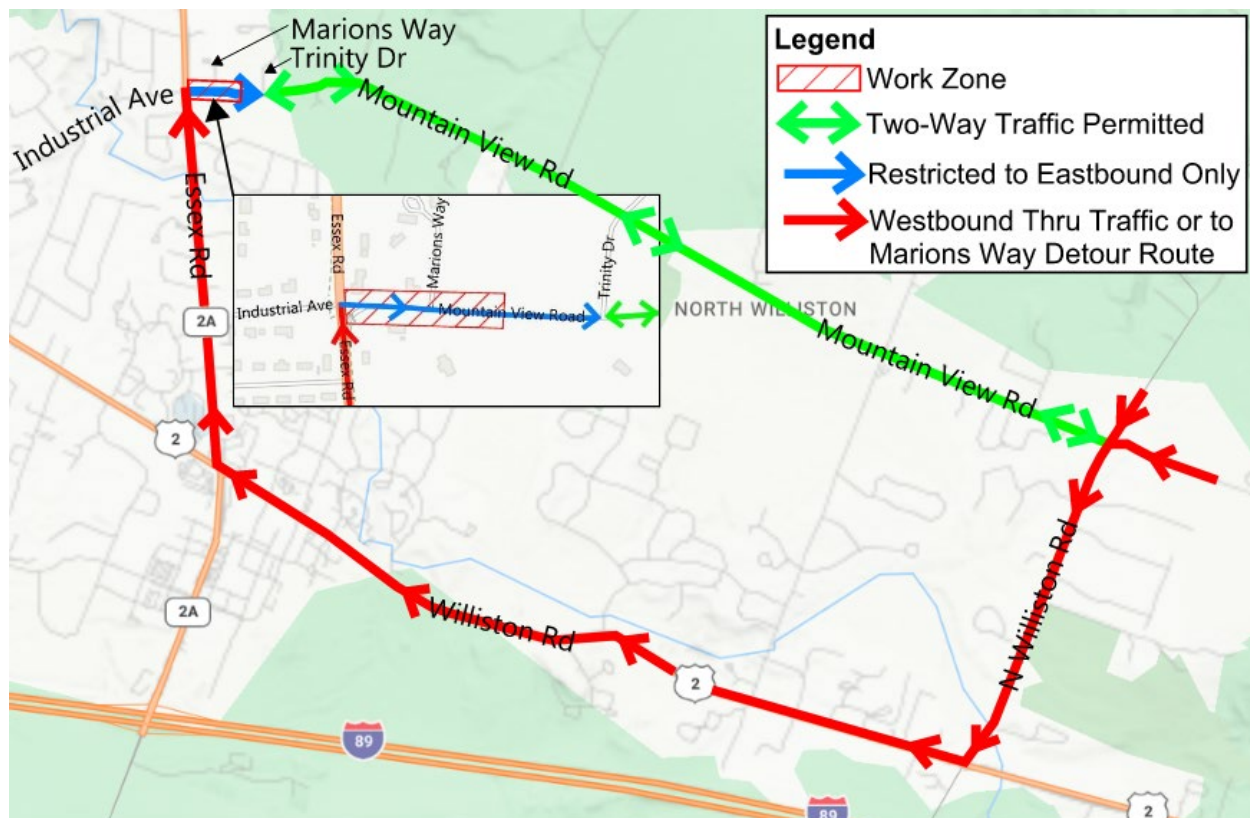 Marions Way
Trinity Dr
Industrial Ave
Mountain View Rd
Essex Rd
2A
2
2A
Essex Rd
Marions Way
Trinity Dr
Industrial Ave
Mountain View Road
Essex Rd
NORTH WILLISTON
Mountain View Rd
N Williston Rd
Williston Rd
2
89
89
2
Legend
Work Zone
Two-Way Traffic Permitted
Restricted to Eastbound Only
Westbound Thru Traffic or to
Marions Way Detour Route